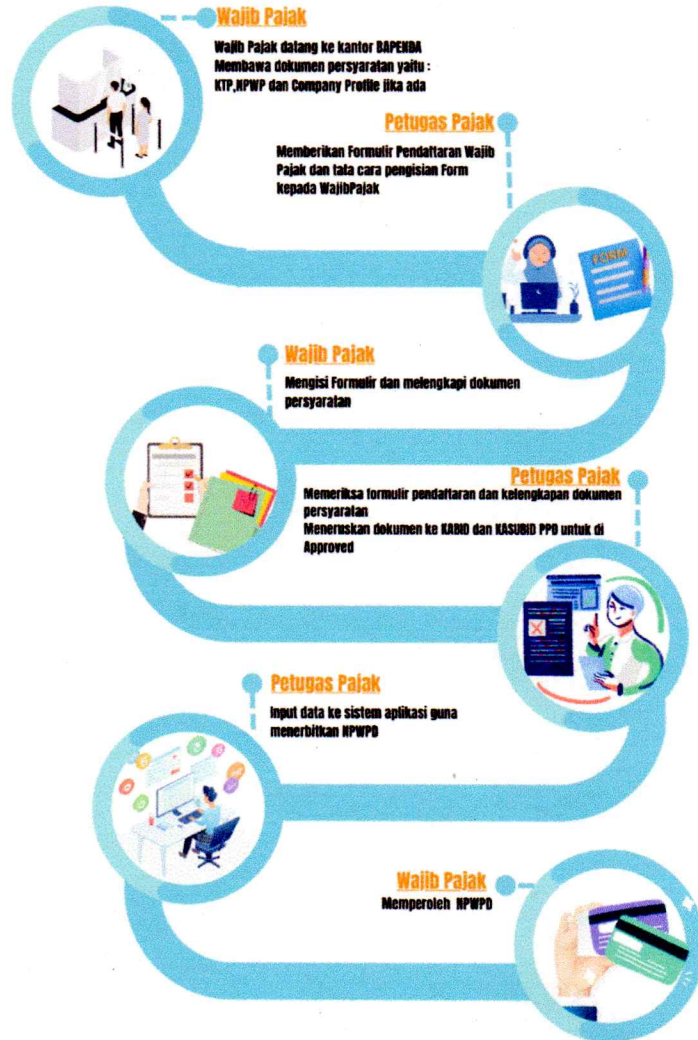 Wajib Pajak
Wajib Pajak datang ke kantor BAPENDA
Membawa dokumen persyaratan yaitu :
KTP,NPWP dan Company Profile jika ada
Petugas Pajak
Memberikan Formulir Pendaftaran Wajib
Pajak dan tata cara pengisian Form
kepada WajibPajak
FORM
Wajib Pajak
Mengisi Formulir dan melengkapi dokumen
persyaratan
Petugas Pajak
Memeriksa formulir pendaftaran dan kelengkapan dokumen
persyaratan
Meneruskan dokumen ke KABID dan KASUBID PPD untuk di
Approved
Petugas Pajak
Input data ke sistem aplikasi guna
menerbitkan NPWPD
Wajib Pajak
Memperoleh NPWPD